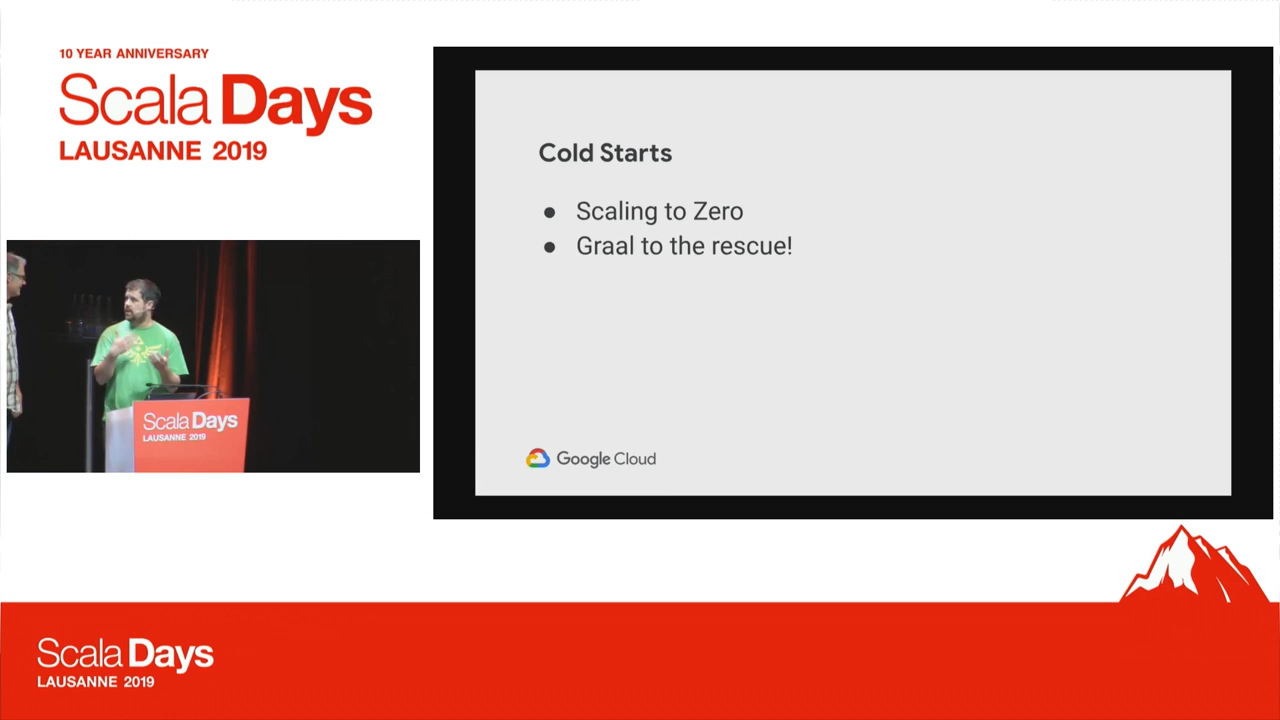 10 YEAR ANNIVERSARY
Scala Days
LAUSANNE 2019
Cold Starts
● Scaling to Zero
● Graal to the rescue!
Google Cloud
Scala Days
LAUSANNE 2019
Scala Days
LAUSANNE 2019